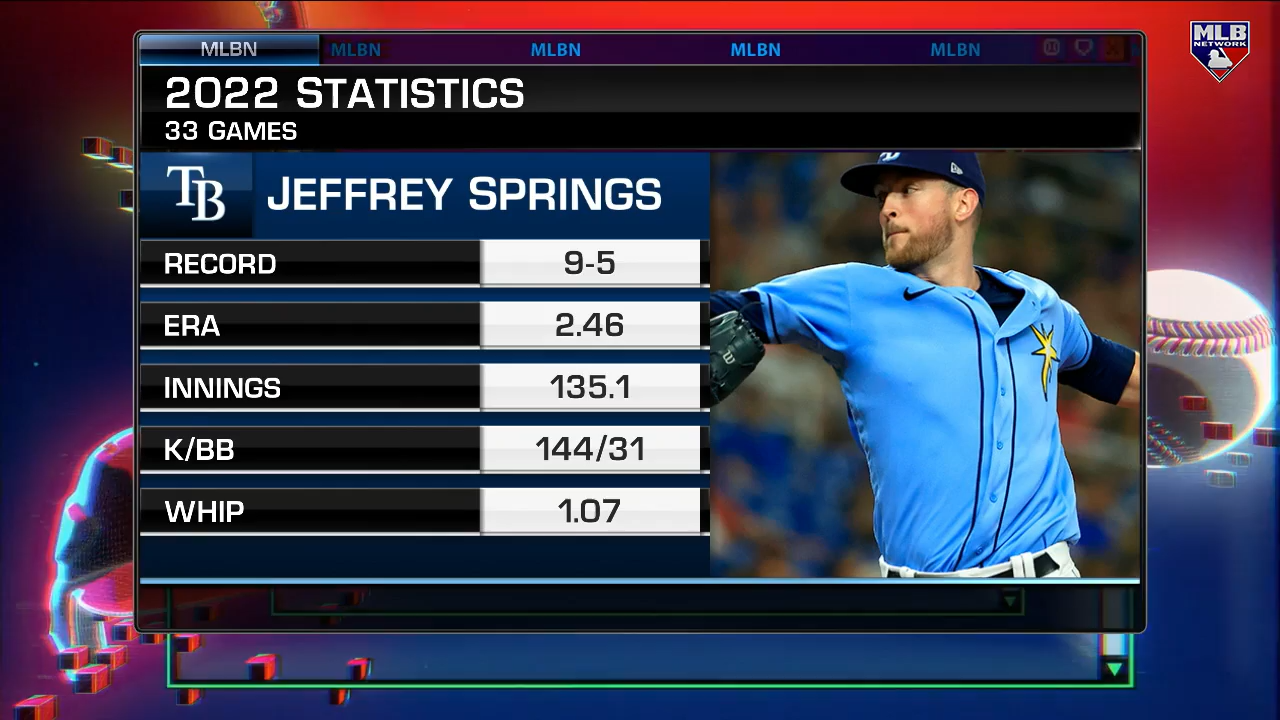 MLBN MLBN MLBN MLBN MLBN
MLB
NETWORK
2022 STATISTICS
33 GAMES
TB JEFFREY SPRINGS
RECORD 9-5
ERA 2.46
INNINGS 135.1
K/BB 144/31
WHIP 1.07